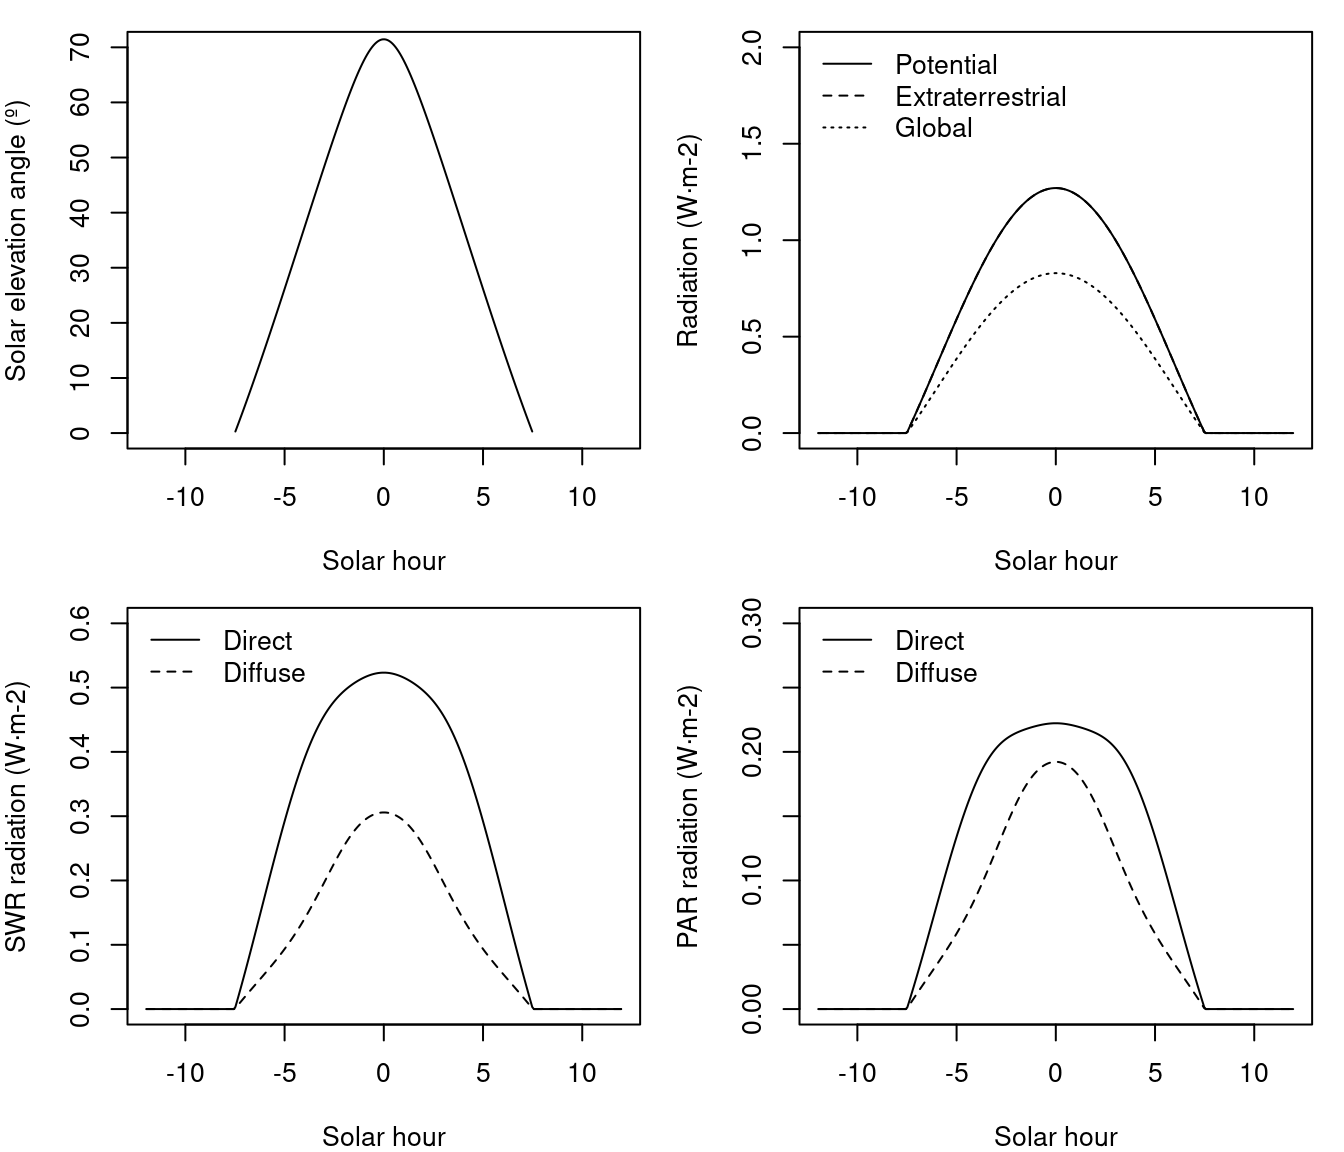 Solar elevation angle (º)
70
60
50
40
30
20
10
0
-10 -5 0 5 10
Solar hour
Radiation (W·m-2)
2.0
1.5
1.0
0.5
0.0
Potential
Extraterrestrial
Global
-10 -5 0 5 10
Solar hour
SWR radiation (W·m-2)
0.6
0.5
0.4
0.3
0.2
0.1
0.0
Direct
Diffuse
-10 -5 0 5 10
Solar hour
PAR radiation (W·m-2)
0.30
0.20
0.10
0.00
Direct
Diffuse
-10 -5 0 5 10
Solar hour